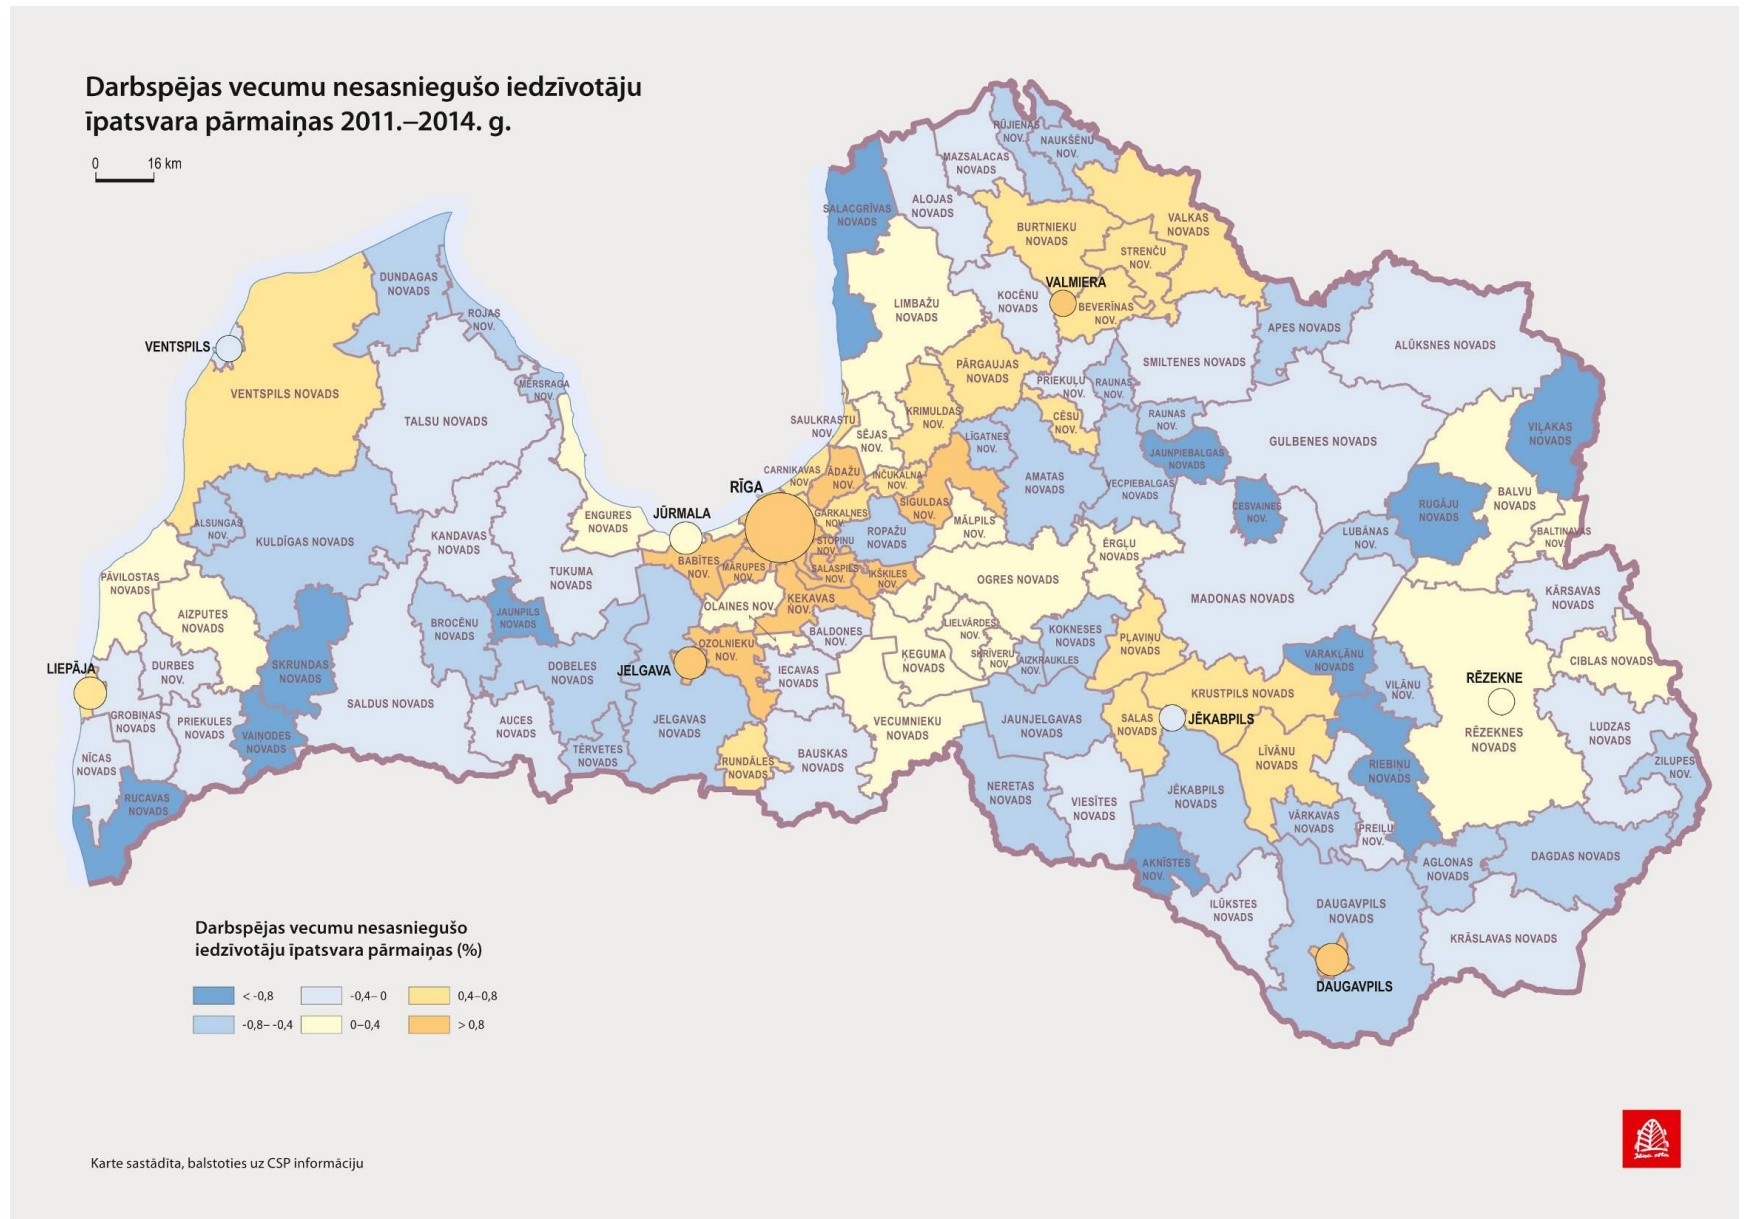 Darbspējas vecumu nesasniegušo iedzīvotāju
īpatsvara pārmaiņas 2011.–2014. g.
0 16 km
RŪJIENAS
NOV.
NAUKŠĒNU
NOV.
MAZSALACAS
NOVADS
ALOJAS
NOVADS
SALACGRĪVAS
NOVADS
BURTNIEKU
NOVADS
VALKAS
NOVADS
STRENČU
NOV.
VALMIERA
BEVERĪNAS
NOV.
KOCĒNU
NOVADS
LIMBAŽU
NOVADS
DUNDAGAS
NOVADS
ROJAS
NOV.
VENTSPILS
VENTSPILS NOVADS
MĒRSRAGA
NOV.
TALSU NOVADS
APES NOVADS
ALŪKSNES NOVADS
SMILTENES NOVADS
PĀRGAUJAS
NOVADS
PRIEKUĻU
NOV.
RAUNAS
NOV.
RAUNAS
NOV.
CĒSU
NOV.
KRIMULDAS
NOV.
SAULKRASTU
NOV.
SĒJAS
NOV.
LĪGATNES
NOV.
GULBENES NOVADS
VIĻAKAS
NOVADS
JAUNPIEBALGAS
NOVADS
VECPIEBALGAS
NOVADS
AMATAS
NOVADS
CARNIKAVAS
NOV.
ĀDAŽU
NOV.
INČUKALNA
NOV.
SIGULDAS
NOV.
RĪGA
GARKALNES
NOV.
MĀLPILS
NOV.
ROPAŽU
NOVADS
CESVAINES
NOV.
RUGĀJU
NOVADS
BALVU
NOVADS
BALTINAVAS
NOV.
LUBĀNAS
NOV.
ĒRGĻU
NOVADS
JŪRMALA
ENGURES
NOVADS
ALSUNGAS
NOV.
KULDĪGAS NOVADS
KANDAVAS
NOVADS
TUKUMA
NOVADS
BABĪTES
NOV.
MĀRUPES
NOV.
STOPIŅU
NOV.
SALASPILS
NOV.
IKŠĶILES
NOV.
OGRES NOVADS
MADONAS NOVADS
KĀRSAVAS
NOVADS
PĀVILOSTAS
NOVADS
AIZPUTES
NOVADS
OLAINES NOV.
ĶEKAVAS
NOV.
BALDONES
NOV.
LIELVĀRDES
NOV.
KOKNESES
NOVADS
PĻAVIŅU
NOVADS
BROCĒNU
NOVADS
JAUNPILS
NOVADS
OZOLNIEKU
NOV.
ĶEGUMA
NOVADS
SKRĪVERU
NOV.
AIZKRAUKLES
NOV.
VARAKĻĀNU
NOVADS
CIBLAS NOVADS
LIEPĀJA
DURBES
NOV.
SKRUNDAS
NOVADS
DOBELES
NOVADS
JELGAVA
IECAVAS
NOVADS
VIĻĀNU
NOV.
RĒZEKNE
KRUSTPILS NOVADS
SALDUS NOVADS
GROBIŅAS
NOVADS
PRIEKULES
NOVADS
VAIŅODES
NOVADS
AUCES
NOVADS
JELGAVAS
NOVADS
VECUMNIEKU
NOVADS
JAUNJELGAVAS
NOVADS
SALAS
NOVADS
JĒKABPILS
RĒZEKNES
NOVADS
LUDZAS
NOVADS
NĪCAS
NOVADS
TĒRVETES
NOVADS
RUNDĀLES
NOVADS
BAUSKAS
NOVADS
LĪVĀNU
NOVADS
RIEBIŅU
NOVADS
ZILUPES
NOV.
RUCAVAS
NOVADS
NERETAS
NOVADS
VIESĪTES
NOVADS
JĒKABPILS
NOVADS
VĀRKAVAS
NOVADS
PREIĻU
NOV.
AKNĪSTES
NOV.
AGLONAS
NOVADS
DAGDAS NOVADS
ILŪKSTES
NOVADS
DAUGAVPILS
NOVADS
KRĀSLAVAS NOVADS
DAUGAVPILS
Darbspējas vecumu nesasniegušo
iedzīvotāju īpatsvara pārmaiņas (%)
< -0,8 -0,4– 0 0,4–0,8
-0,8– -0,4 0–0,4 > 0,8
Karte sastādīta, balstoties uz CSP informāciju
Jāņa sēta